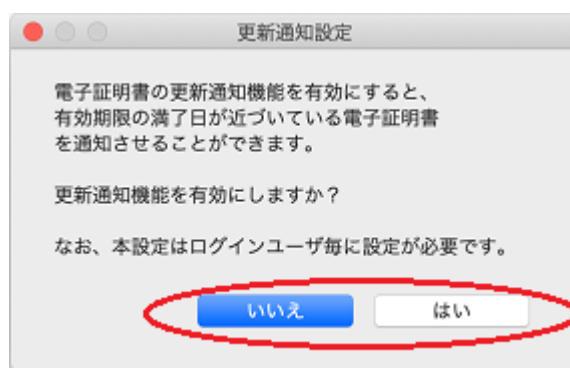 更新通知設定
電子証明書の更新通知機能を有効にすると、
有効期限の満了日が近づいている電子証明書
を通知させることができます。
更新通知機能を有効にしますか？
なお、本設定はログインユーザ毎に設定が必要です。
いいえ はい